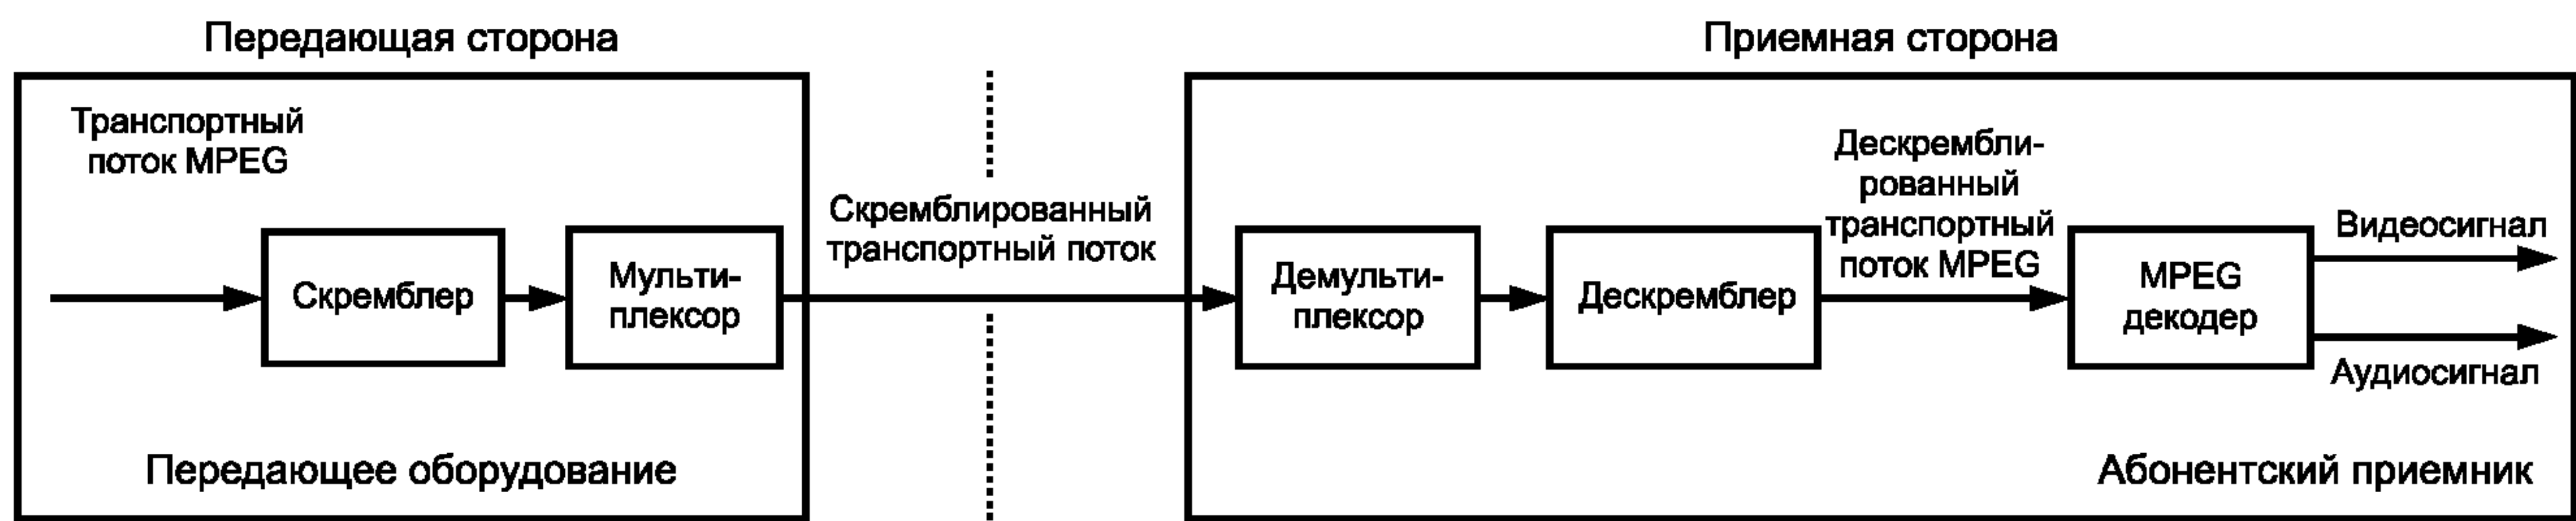 Передающая сторона
Приемная сторона
Транспортный
поток MPEG
Скремблер
Мульти-
плексор
Передающее оборудование
Скремблированный
транспортный поток
Демульти-
плексор
Дескремблер
Дескрембли-
рованный
транспортный
поток MPEG
MPEG
декодер
Видеосигнал
Аудиосигнал
Абонентский приемник